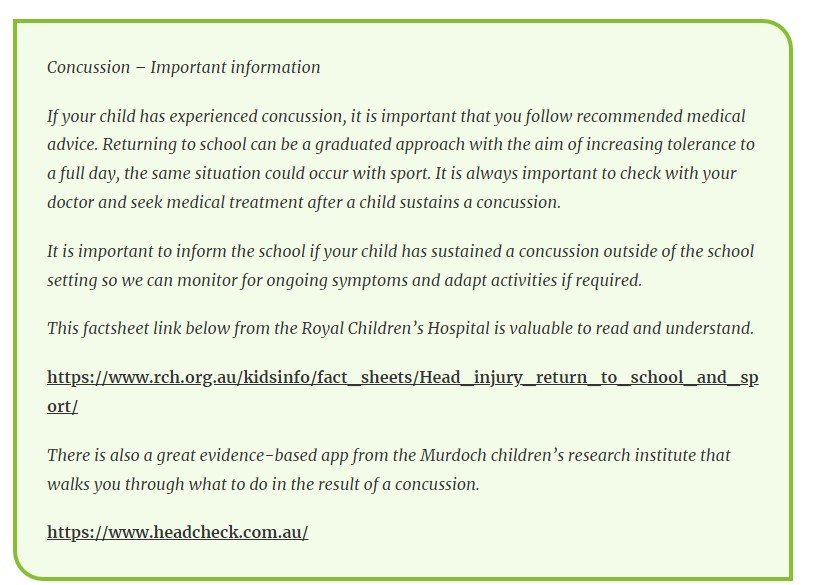 Concussion – Important information
If your child has experienced concussion, it is important that you follow recommended medical
advice. Returning to school can be a graduated approach with the aim of increasing tolerance to
a full day, the same situation could occur with sport. It is always important to check with your
doctor and seek medical treatment after a child sustains a concussion.
It is important to inform the school if your child has sustained a concussion outside of the school
setting so we can monitor for ongoing symptoms and adapt activities if required.
This factsheet link below from the Royal Children’s Hospital is valuable to read and understand.
https://www.rch.org.au/kidsinfo/fact_sheets/Head_injury_return_to_school_and_sp
ort/
There is also a great evidence-based app from the Murdoch children’s research institute that
walks you through what to do in the result of a concussion.
https://www.headcheck.com.au/